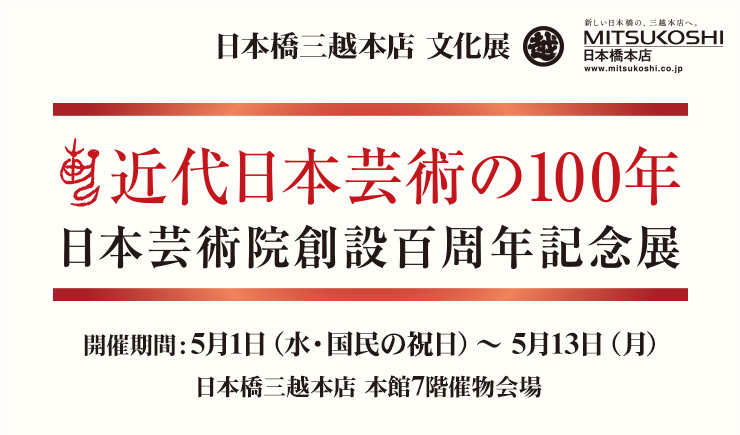 日本橋三越本店 文化展
越
新しい日本橋の、三越本店へ。
MITSUKOSHI
日本橋本店
www.mitsukoshi.co.jp
近代日本芸術の100年
日本芸術院創設百周年記念展
開催期間：5月1日（水・国民の祝日）～ 5月13日（月）
日本橋三越本店 本館7階催物会場